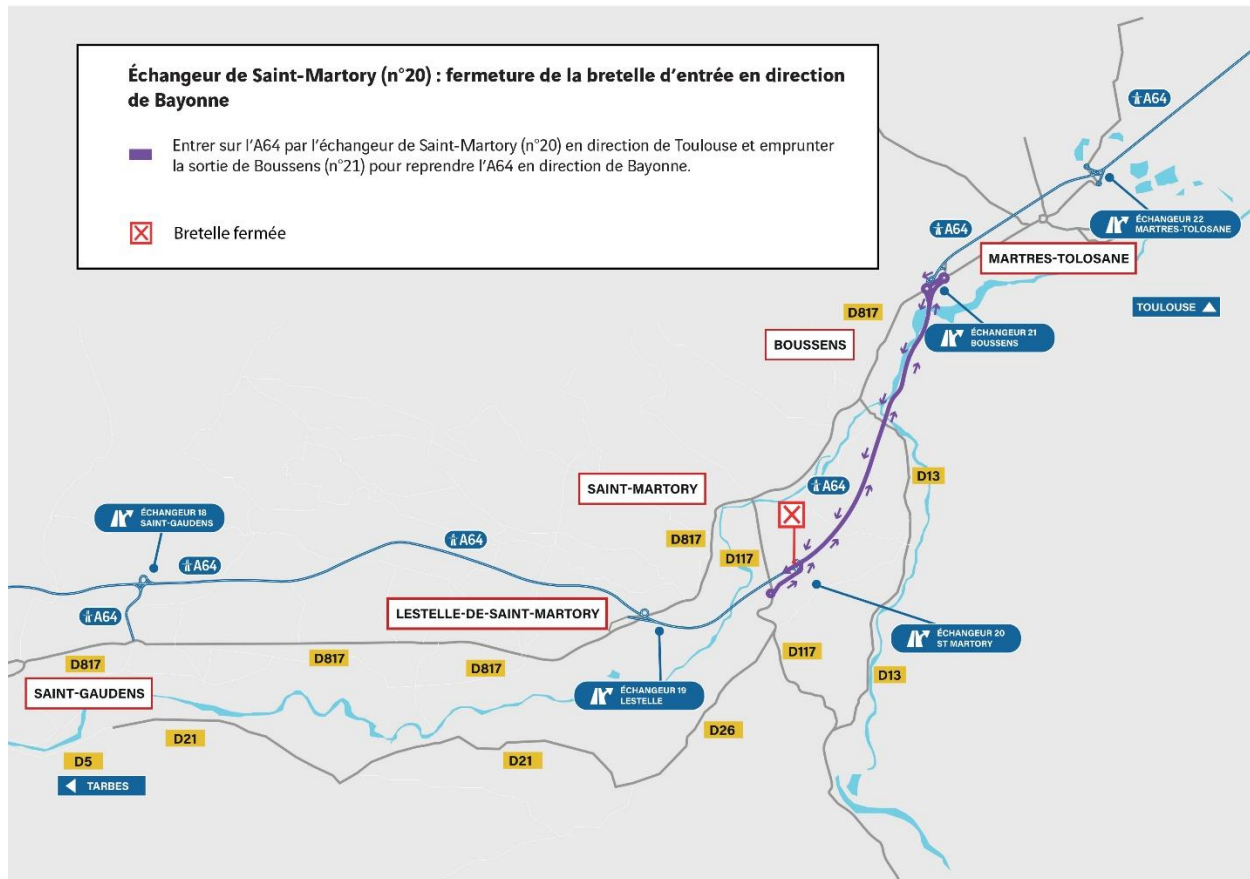 Échangeur de Saint-Martory (n°20) : fermeture de la bretelle d'entrée en direction
de Bayonne
Entrer sur l'A64 par l'échangeur de Saint-Martory (n°20) en direction de Toulouse et emprunter
la sortie de Boussens (n°21) pour reprendre l'A64 en direction de Bayonne.
Bretelle fermée
A64
ÉCHANGEUR 22
MARTRES-TOLOSANE
A64
MARTRES-TOLOSANE
TOULOUSE
D817
ÉCHANGEUR 21
BOUSSENS
BOUSSENS
D13
SAINT-MARTORY
A64
ÉCHANGEUR 18
SAINT-GAUDENS
A64
A64
D817
D117
A64
LESTELLE-DE-SAINT-MARTORY
ÉCHANGEUR 20
ST MARTORY
D817
D817
D817
D117
D13
SAINT-GAUDENS
ÉCHANGEUR 19
LESTELLE
D21
D26
D5
D21
TARBES